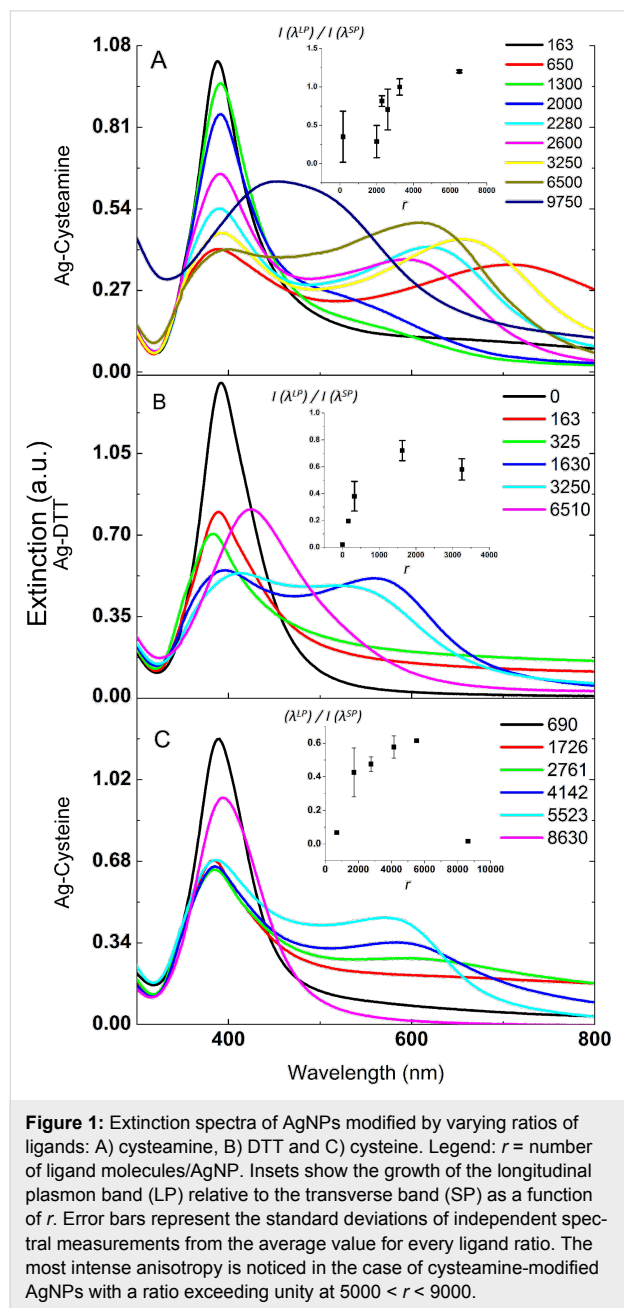 A
I (λLP) / I (λSP)
1.5
1.0
0.5
0.0
0 2000 4000 6000 8000
r
163
650
1300
2000
2280
2600
3250
6500
9750
1.08
0.81
0.54
0.27
0.00
Ag-Cysteamine
B
I (λLP) / I (λSP)
1.0
0.8
0.6
0.4
0.2
0.0
0 1000 2000 3000 4000
r
0
163
325
1630
3250
6510
1.05
0.70
0.35
0.00
Extinction (a.u.)
Ag-DTT
C
(λLP) / I (λSP)
0.6
0.4
0.2
0.0
0 2000 4000 6000 8000 10000
r
690
1726
2761
4142
5523
8630
1.02
0.68
0.34
0.00
Ag-Cysteine
400 600 800
Wavelength (nm)
Figure 1: Extinction spectra of AgNPs modified by varying ratios of
ligands: A) cysteamine, B) DTT and C) cysteine. Legend: r = number
of ligand molecules/AgNP. Insets show the growth of the longitudinal
plasmon band (LP) relative to the transverse band (SP) as a function
of r. Error bars represent the standard deviations of independent spec-
tral measurements from the average value for every ligand ratio. The
most intense anisotropy is noticed in the case of cysteamine-modified
AgNPs with a ratio exceeding unity at 5000 < r < 9000.